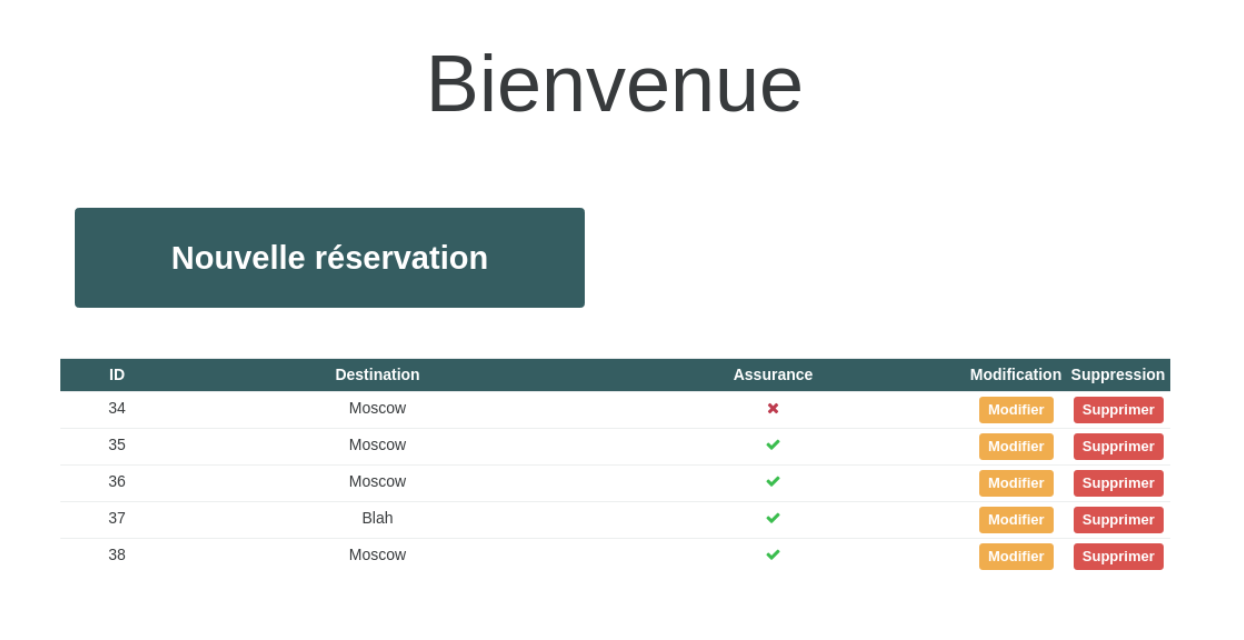 Bienvenue
Nouvelle réservation
ID Destination Assurance Modification Suppression
34 Moscow Modifier Supprimer
35 Moscow Modifier Supprimer
36 Moscow Modifier Supprimer
37 Blah Modifier Supprimer
38 Moscow Modifier Supprimer